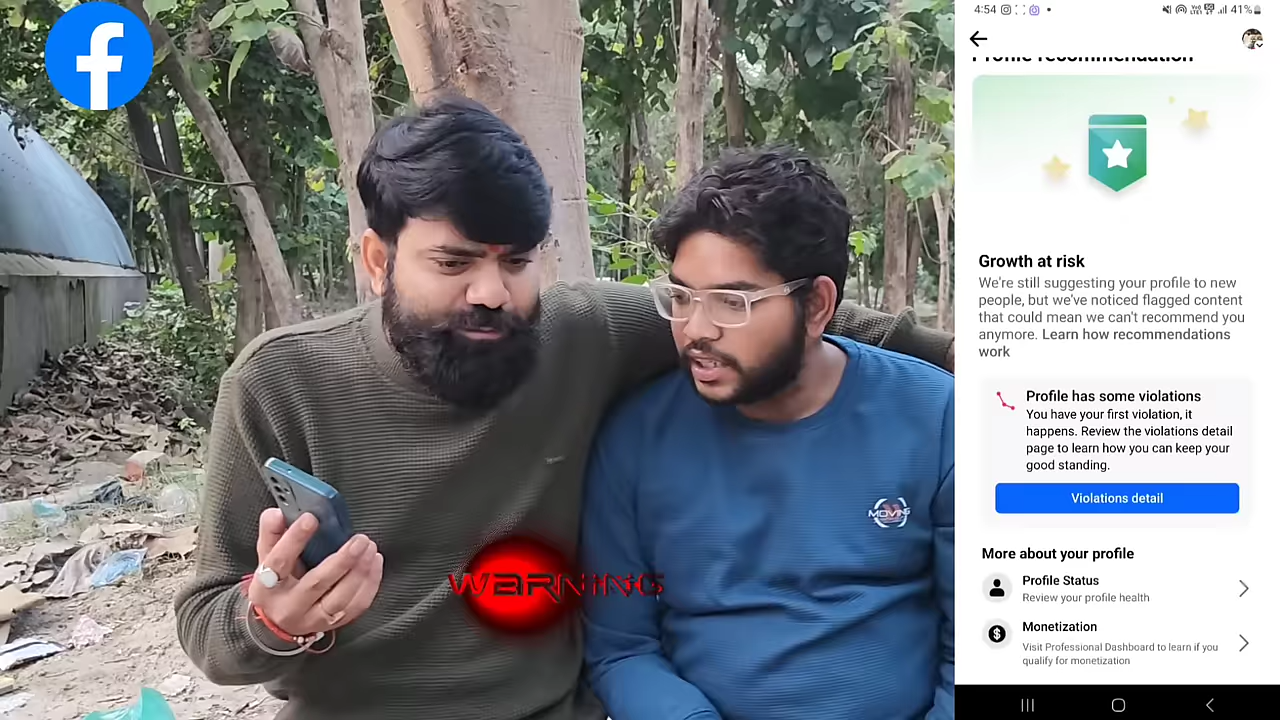 4:54
41%
Profile recommendation
Growth at risk
We're still suggesting your profile to new
people, but we've noticed flagged content
that could mean we can't recommend you
anymore. Learn how recommendations
work
Profile has some violations
You have your first violation, it
happens. Review the violations detail
page to learn how you can keep your
good standing.
Violations detail
More about your profile
Profile Status
Review your profile health
Monetization
Visit Professional Dashboard to learn if you
qualify for monetization
WARNING
MOVING